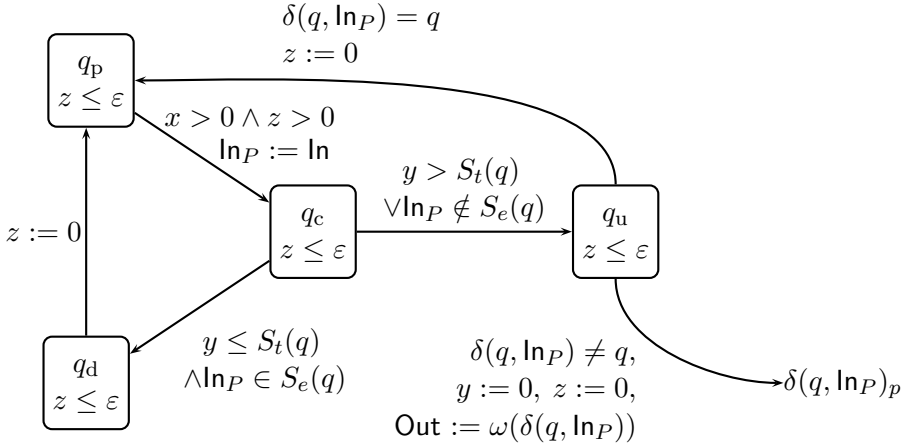 δ(q, In_P) = q
z := 0
q_p
z ≤ ε
x > 0 ∧ z > 0
In_P := In
z := 0
q_c
z ≤ ε
y > S_t(q)
∨In_P ∉ S_e(q)
q_u
z ≤ ε
y ≤ S_t(q)
∧In_P ∈ S_e(q)
q_d
z ≤ ε
δ(q, In_P) ≠ q,
y := 0, z := 0,
Out := ω(δ(q, In_P))
δ(q, In_P)_p